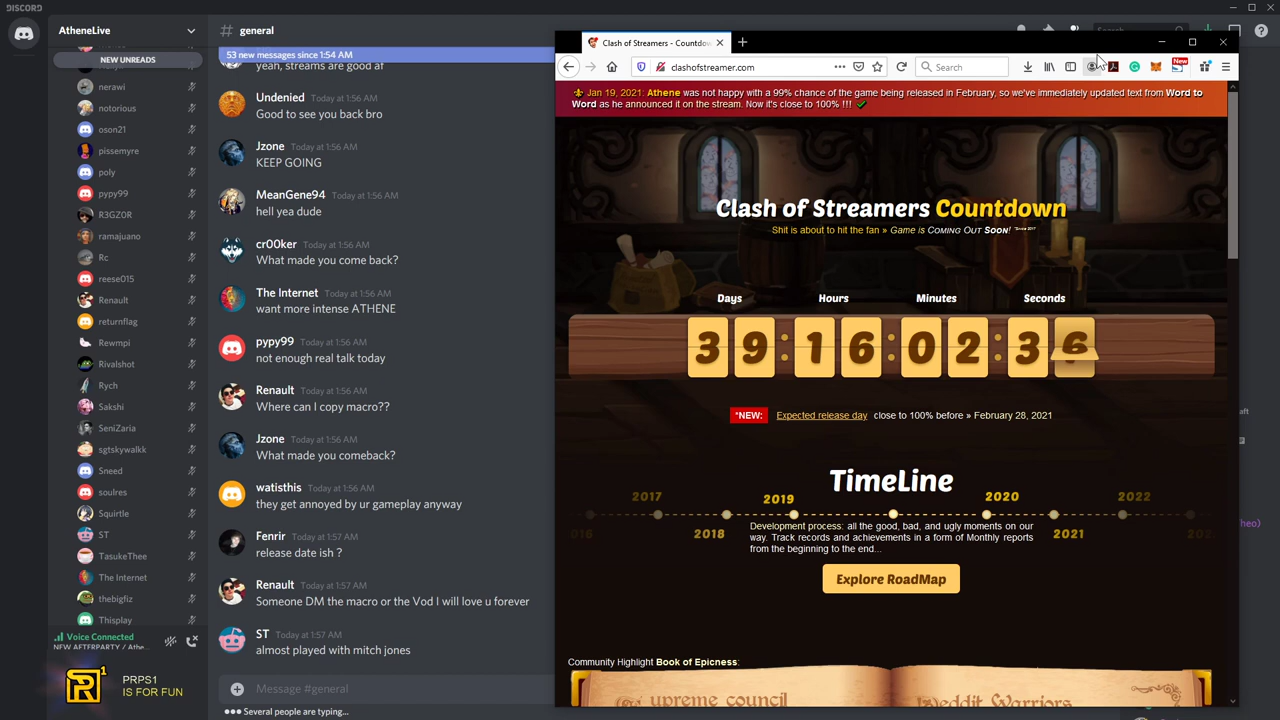 DISCORD
AtheneLive
# general
Search
NEW UNREADS
nerawi
notorious
oson21
pissemyre
poly
pypy99
R3GZ0R
ramajuano
Rc
reese015
Renault
returnflag
Rewmpi
Rivalshot
Rych
Sakshi
SeniZaria
sgtskywalkk
Sneed
soulres
Squirtle
ST
TasukeThee
The Internet
thebigfiz
Thisplay
Voice Connected
NEW AFTERPARTY / Athe...
R1
PRPS1
IS FOR FUN
53 new messages since 1:54 AM
yeah, streams are good af
Undenied Today at 1:56 AM
Good to see you back bro
Jzone Today at 1:56 AM
KEEP GOING
MeanGene94 Today at 1:56 AM
hell yea dude
cr00ker Today at 1:56 AM
What made you come back?
The Internet Today at 1:56 AM
want more intense ATHENE
pypy99 Today at 1:56 AM
not enough real talk today
Renault Today at 1:56 AM
Where can I copy macro??
Jzone Today at 1:56 AM
What made you comeback?
watisthis Today at 1:56 AM
they get annoyed by ur gameplay anyway
Fenrir Today at 1:57 AM
release date ish ?
Renault Today at 1:57 AM
Someone DM the macro or the Vod I will love u forever
ST Today at 1:57 AM
almost played with mitch jones
Message #general
Several people are typing...
Clash of Streamers - Countdow
clashofstreamer.com
Search
New
Jan 19, 2021: Athene was not happy with a 99% chance of the game being released in February, so we've immediately updated text from Word to
Word as he announced it on the stream. Now it's close to 100% !!!
Clash of Streamers Countdown
Shit is about to hit the fan » Game is COMING OUT SOON!
Days Hours Minutes Seconds
39:16:02:36
*NEW: Expected release day close to 100% before » February 28, 2021
TimeLine
2017 2019 2020 2022
2018 2021
Development process: all the good, bad, and ugly moments on our
way. Track records and achievements in a form of Monthly reports
from the beginning to the end...
Explore RoadMap
Community Highlight Book of Epicness:
upreme council
eddit Warriors
heo)